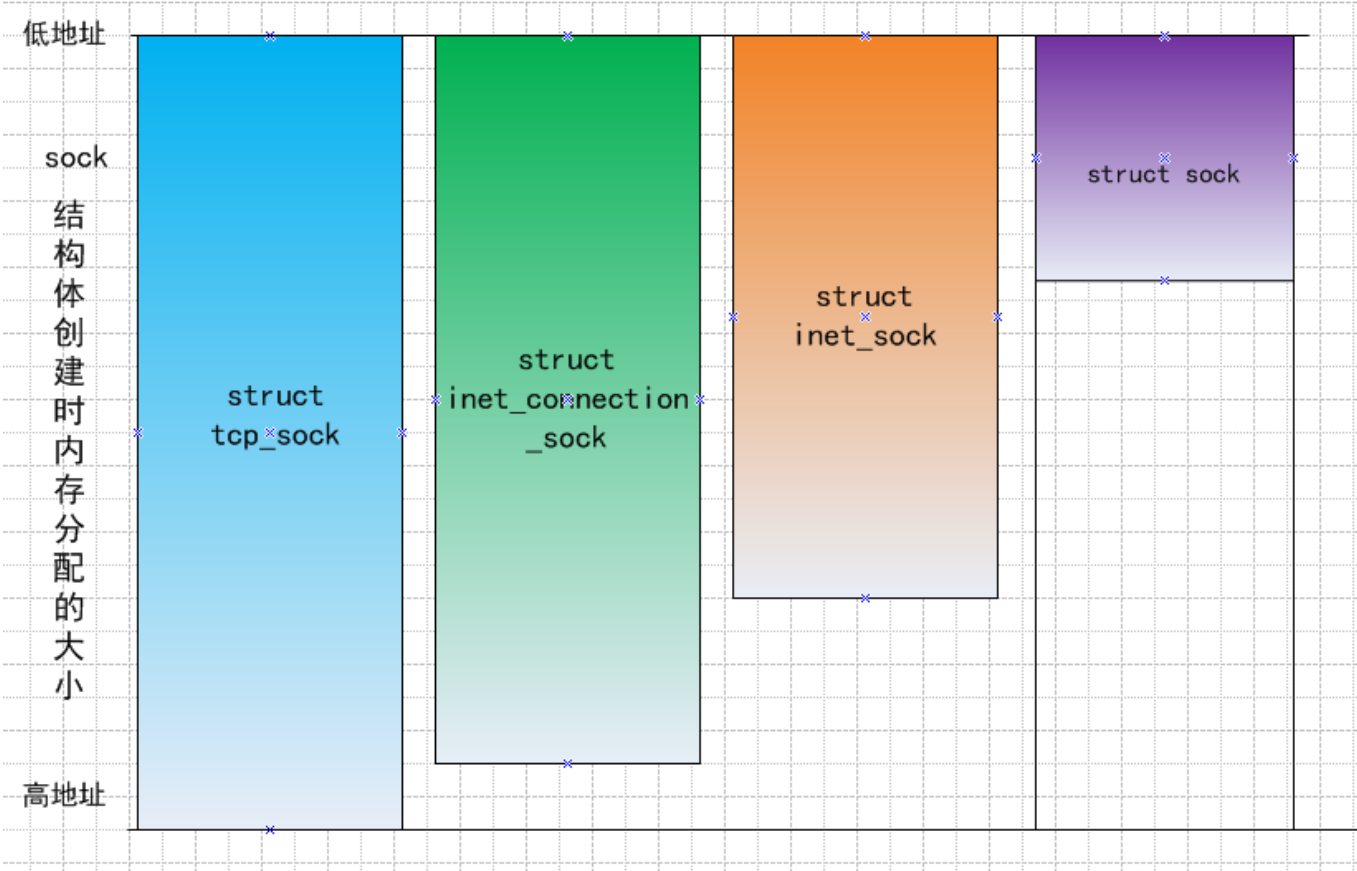 低地址
sock
结
构
体
创
建
时
内
存
分
配
的
大
小
高地址
struct
tcp_sock
struct
inet_connection
_sock
struct
inet_sock
struct sock